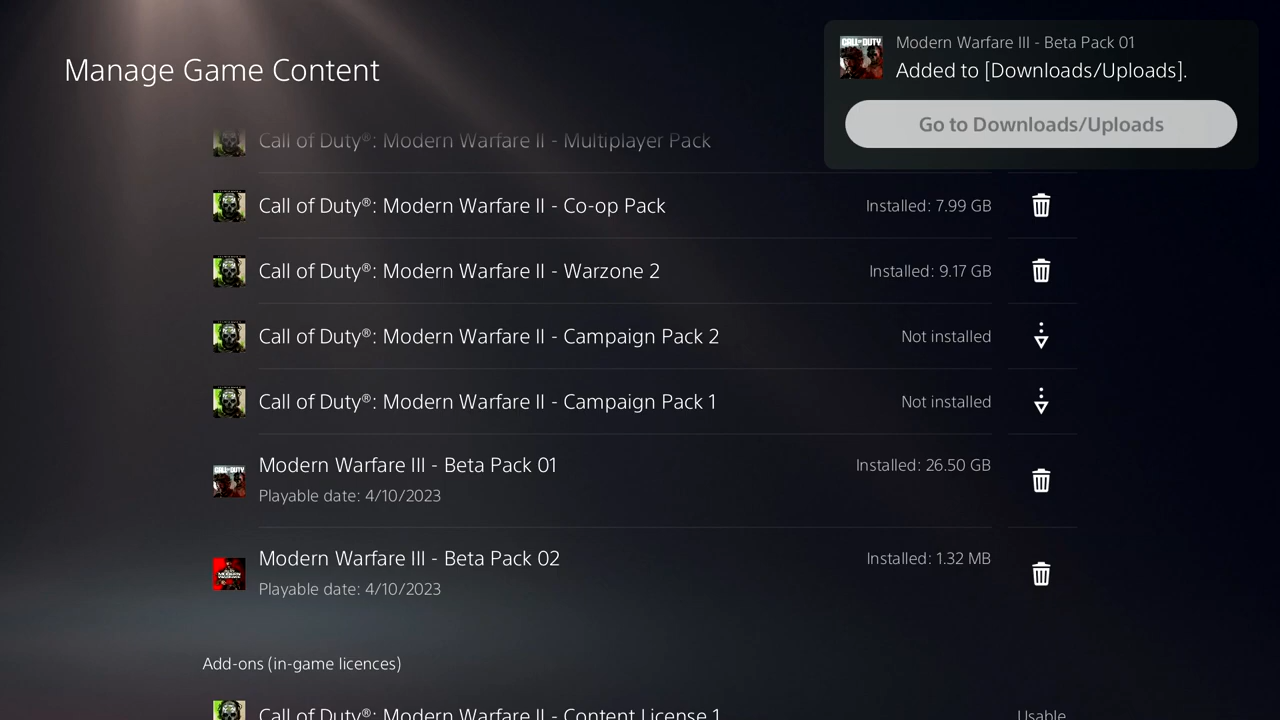 Manage Game Content
Modern Warfare III - Beta Pack 01
Added to [Downloads/Uploads].
Go to Downloads/Uploads
Call of Duty®: Modern Warfare II - Multiplayer Pack
Call of Duty®: Modern Warfare II - Co-op Pack
Installed: 7.99 GB
Call of Duty®: Modern Warfare II - Warzone 2
Installed: 9.17 GB
Call of Duty®: Modern Warfare II - Campaign Pack 2
Not installed
Call of Duty®: Modern Warfare II - Campaign Pack 1
Not installed
CALL OF DUTY
Modern Warfare III - Beta Pack 01
Installed: 26.50 GB
Playable date: 4/10/2023
Modern Warfare III - Beta Pack 02
Installed: 1.32 MB
Playable date: 4/10/2023
Add-ons (in-game licences)
Call of Duty®: Modern Warfare II - Content License 1
Usable